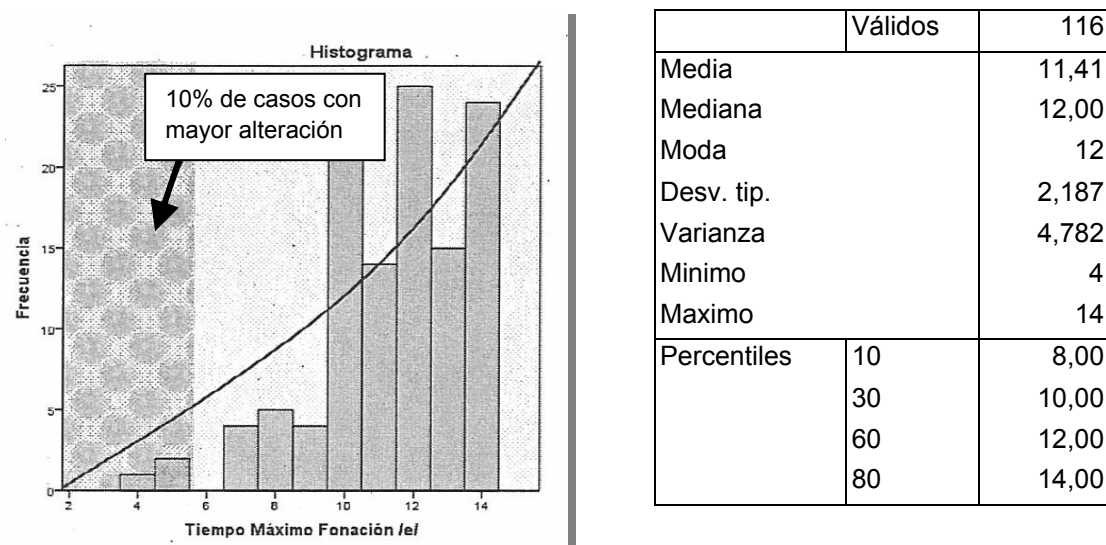 Histograma
10% de casos con
mayor alteración
25
20
15
10
5
0
Frecuencia
2 4 6 8 10 12 14
Tiempo Máximo Fonación /e/
Válidos 116
Media 11,41
Mediana 12,00
Moda 12
Desv. tip. 2,187
Varianza 4,782
Minimo 4
Maximo 14
Percentiles 10 8,00
30 10,00
60 12,00
80 14,00